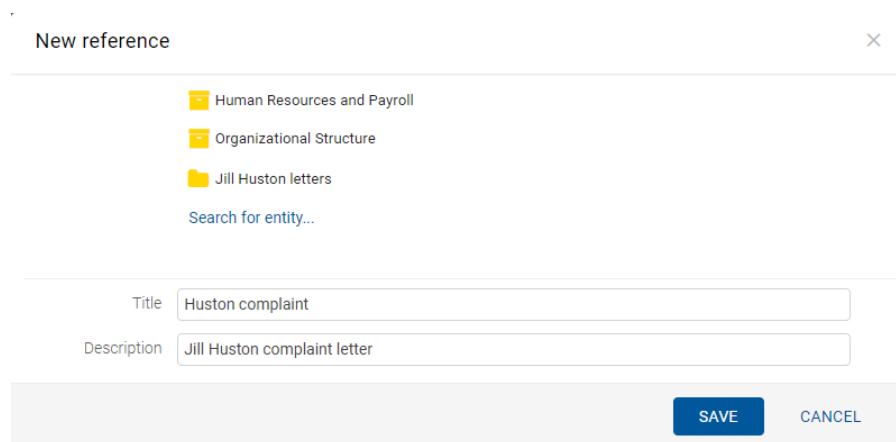 New reference
Human Resources and Payroll
Organizational Structure
Jill Huston letters
Search for entity...
Title Huston complaint
Description Jill Huston complaint letter
SAVE CANCEL